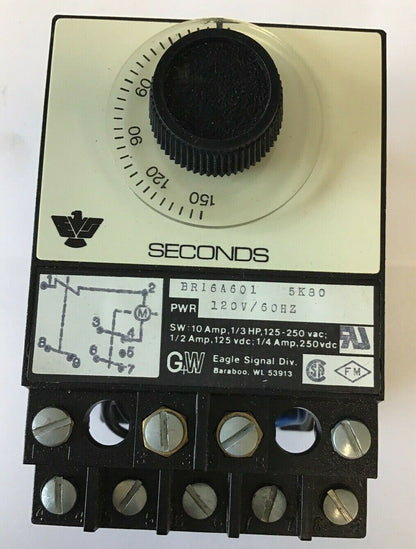 60
90
120
150
SECONDS
BR16A601 5K80
PWR 120V/60HZ
SW: 10 Amp, 1/3 HP, 125-250 vac;
1/2 Amp, 125 vdc; 1/4 Amp, 250vdc
G+W Eagle Signal Div.
Baraboo, WI. 53913
FM
1
2
M
3
4
5
8
9
6
7